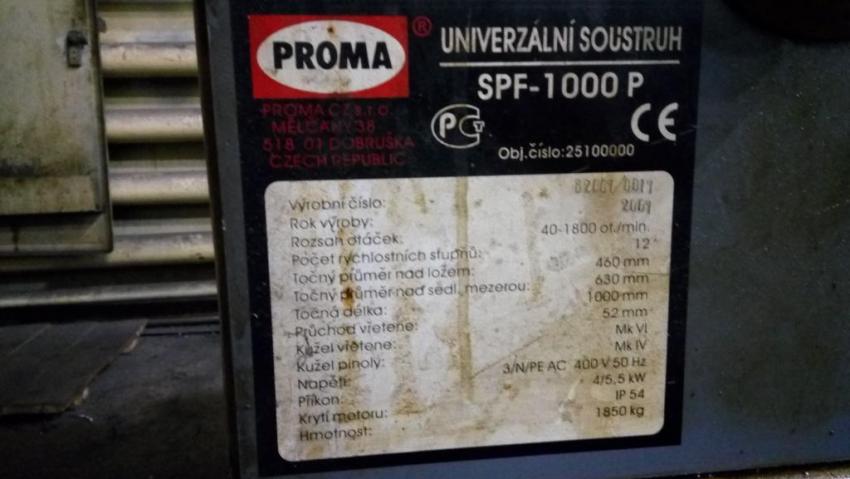 PROMA ®
UNIVERZÁLNÍ SOUSTRUH
SPF-1000 P
PROMA CZ s.r.o.
MĚLČANY 38
518 01 DOBRUŠKA
CZECH REPUBLIC
CE
Obj.číslo:25100000
Výrobní číslo:
Rok výroby:
Rozsah otáček: 40-1800 ot./min.
Počet rychlostních stupňů: 12
Točný průměr nad ložem: 460 mm
Točný průměr nad sedl. mezerou: 630 mm
Točná délka: 1000 mm
Průchod vřetene: 52 mm
Kužel vřetene: Mk VI
Kužel pinoly: Mk IV
Napětí: 3/N/PE AC 400 V 50 Hz
Příkon: 4/5,5 kW
Krytí motoru: IP 54
Hmotnost: 1850 kg